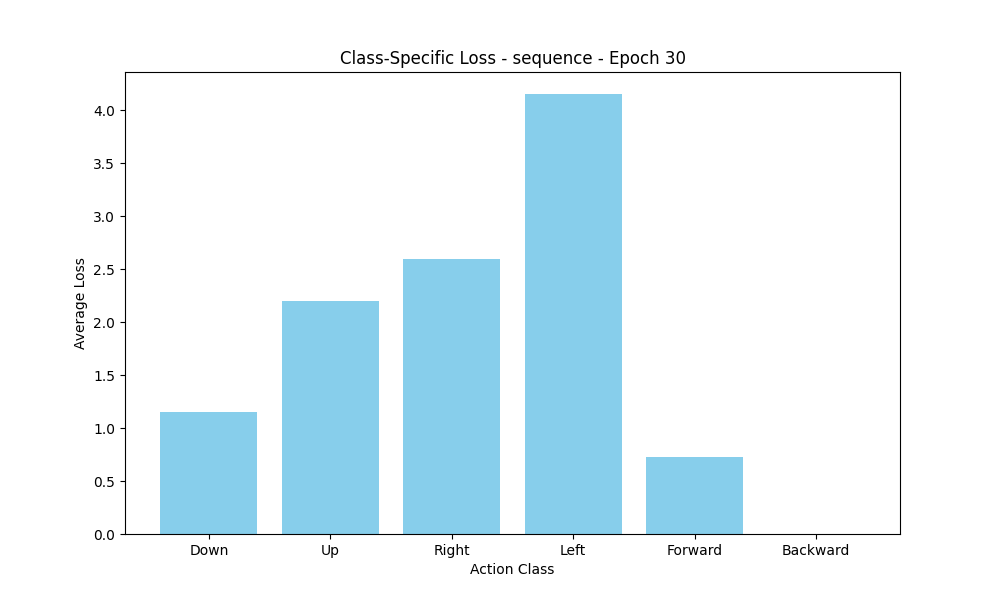 Class-Specific Loss - sequence - Epoch 30
4.0
3.5
3.0
2.5
2.0
1.5
1.0
0.5
0.0
Average Loss
Down Up Right Left Forward Backward
Action Class